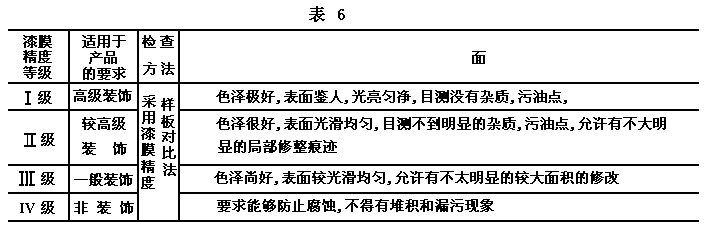 表 6
漆膜精度等级 适用于产品的要求 检查方法 面
Ⅰ级 高级装饰 采用漆膜精度样板对比法 色泽极好,表面鉴人,光亮匀净,目测没有杂质,污油点,
Ⅱ级 较高级装饰 色泽很好,表面光滑均匀,目测不到明显的杂质,污油点,允许有不大明
显的局部修整痕迹
Ⅲ级 一般装饰 色泽尚好,表面较光滑均匀,允许有不太明显的较大面积的修改
IV级 非装饰 要求能够防止腐蚀,不得有堆积和漏污现象